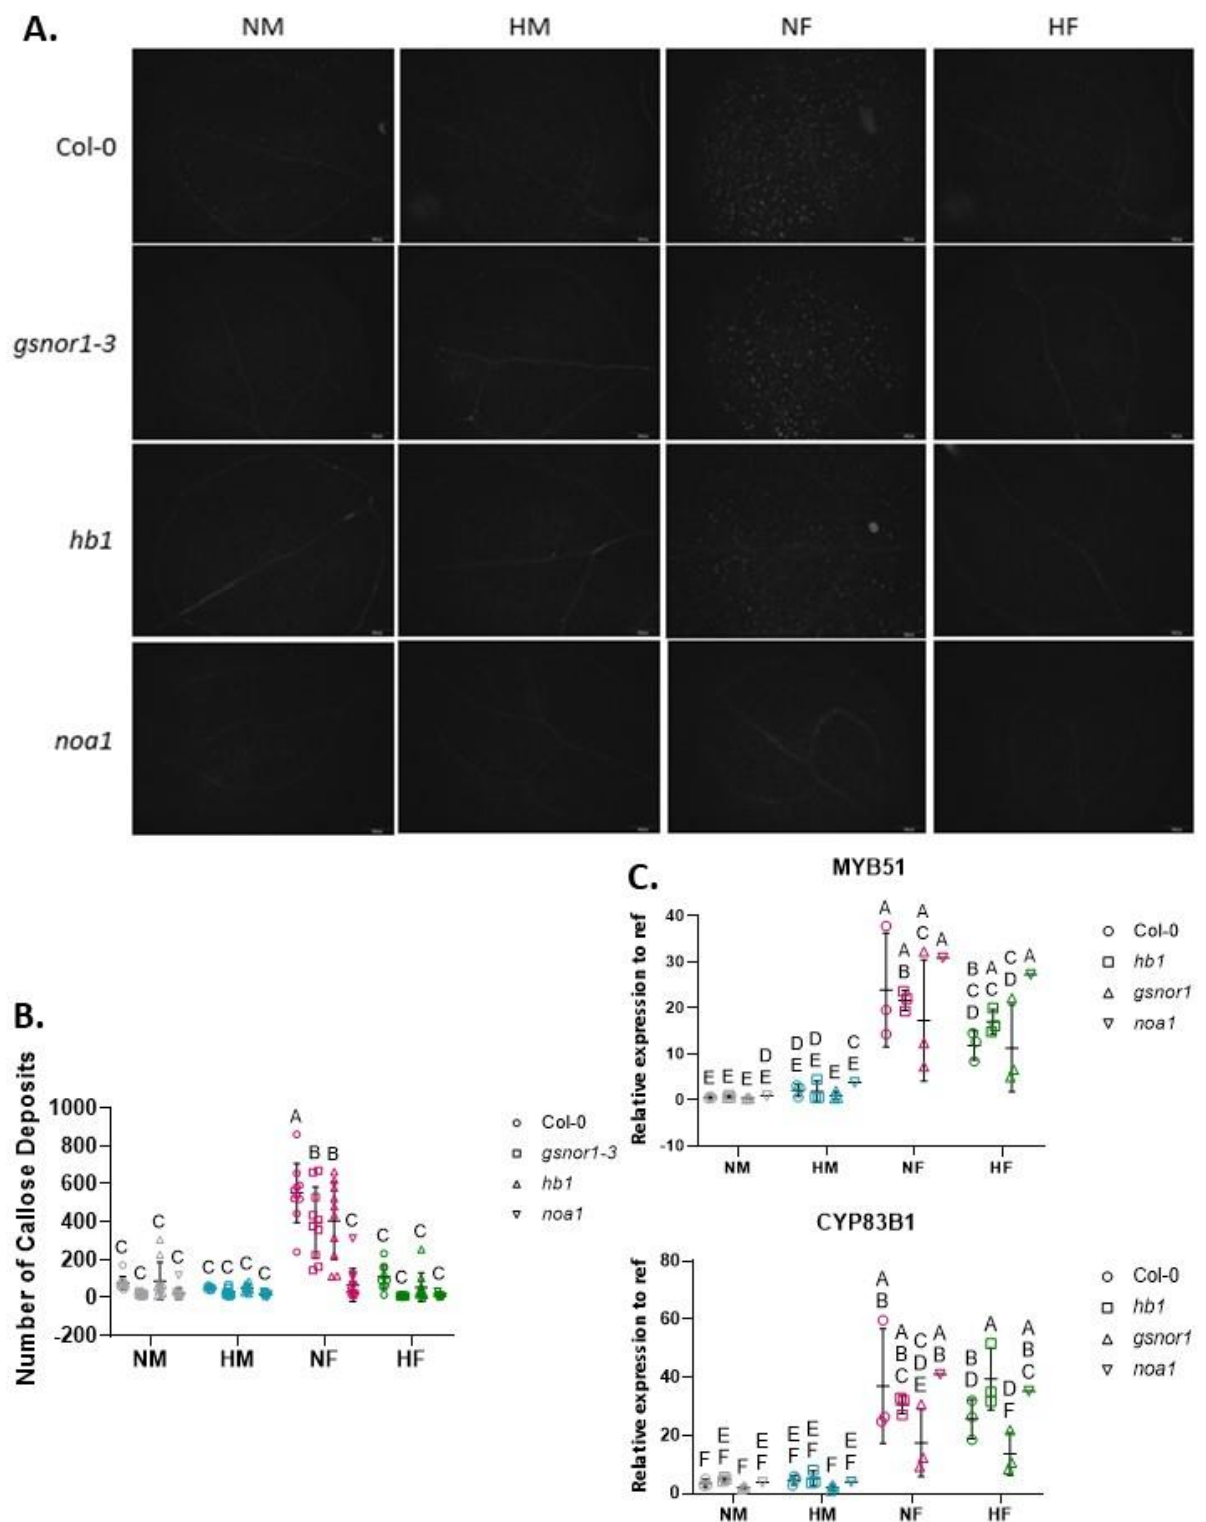 A.
NM HM NF HF
Col-0
gsnor1-3
hb1
noa1
B.
Number of Callose Deposits
1000
800
600
400
200
0
-200
C C C C
C C C C
A B B C
C C C C
NM HM NF HF
Col-0
gsnor1-3
hb1
noa1
C.
MYB51
Relative expression to ref
40
30
20
10
0
-10
E E E D E
D E D E E C E
A A B A C A
B C D A C C D A
NM HM NF HF
Col-0
hb1
gsnor1
noa1
CYP83B1
Relative expression to ref
80
60
40
20
0
F E F F E F
E F E F F E F
A B A B C C D E A B
B D A D F A B C
NM HM NF HF
Col-0
hb1
gsnor1
noa1